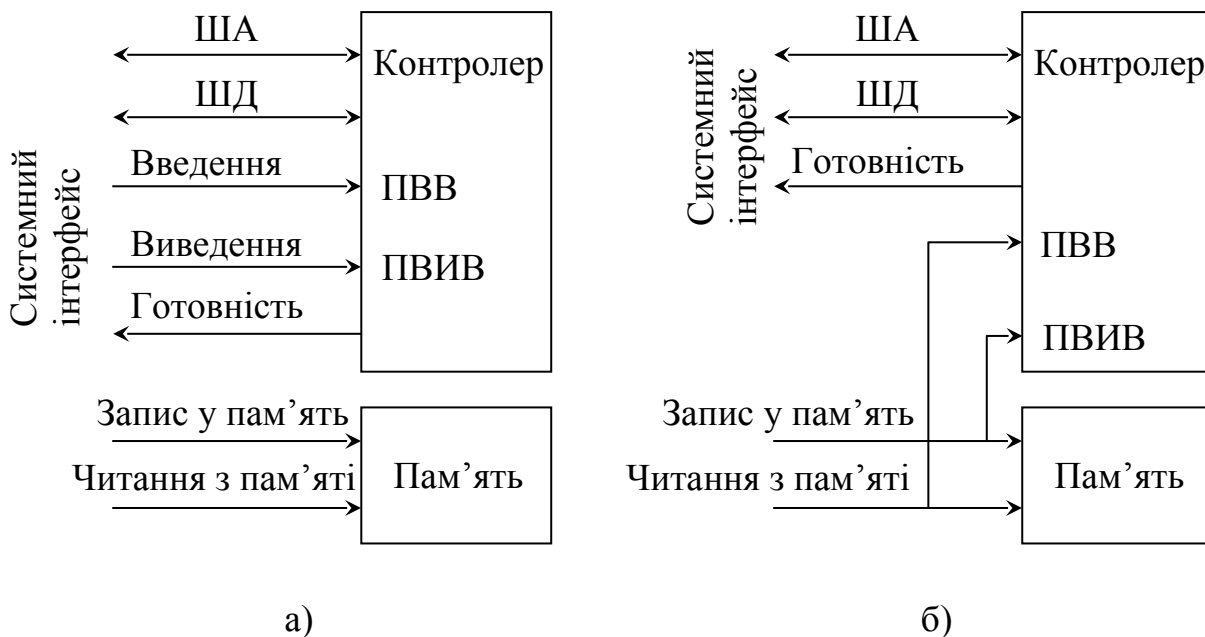 ША
Контролер
ШД
Системний
інтерфейс
Введення
ПВВ
Виведення
ПВИВ
Готовність
Запис у пам’ять
Читання з пам’яті
Пам’ять
а)
ША
Контролер
ШД
Системний
інтерфейс
Готовність
ПВВ
ПВИВ
Запис у пам’ять
Читання з пам’яті
Пам’ять
б)